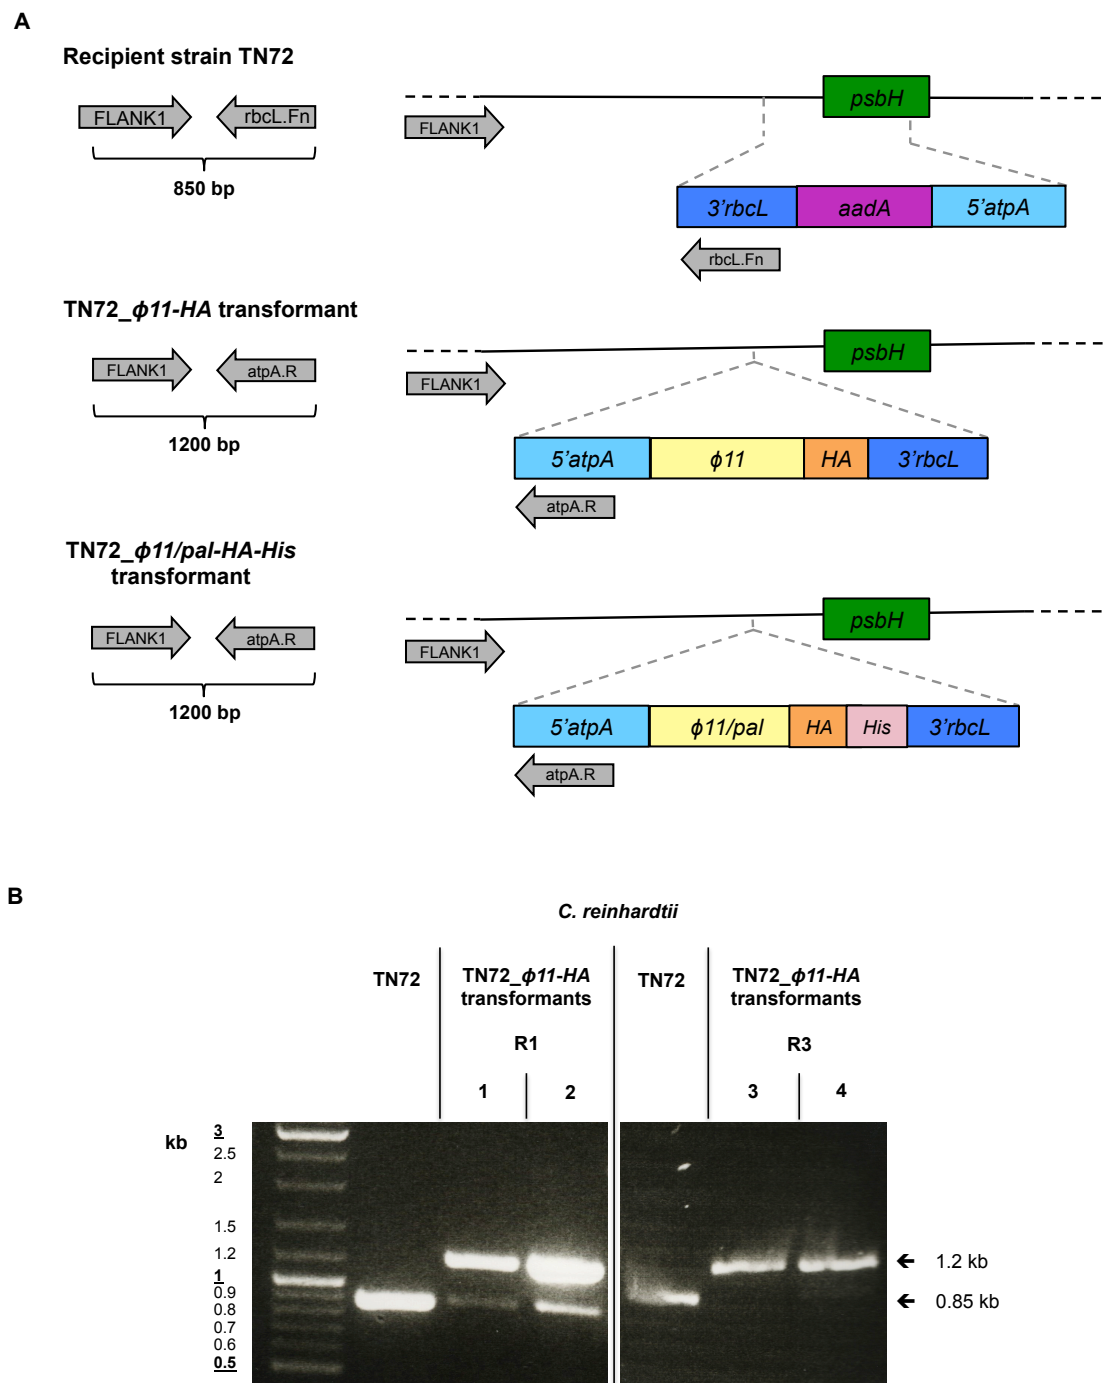 A
Recipient strain TN72
FLANK1 rbcL.Fn
850 bp
psbH
FLANK1
3'rbcL aadA 5'atpA
rbcL.Fn
TN72_ϕ11-HA transformant
FLANK1 atpA.R
1200 bp
psbH
FLANK1
5'atpA ϕ11 HA 3'rbcL
atpA.R
TN72_ϕ11/pal-HA-His
transformant
FLANK1 atpA.R
1200 bp
psbH
FLANK1
5'atpA ϕ11/pal HA His 3'rbcL
atpA.R
B
C. reinhardtii
TN72 TN72_ϕ11-HA TN72 TN72_ϕ11-HA
transformants transformants
R1 R3
1 2 3 4
kb
3
2.5
2
1.5
1.2
1
0.9
0.8
0.7
0.6
0.5
1.2 kb
0.85 kb